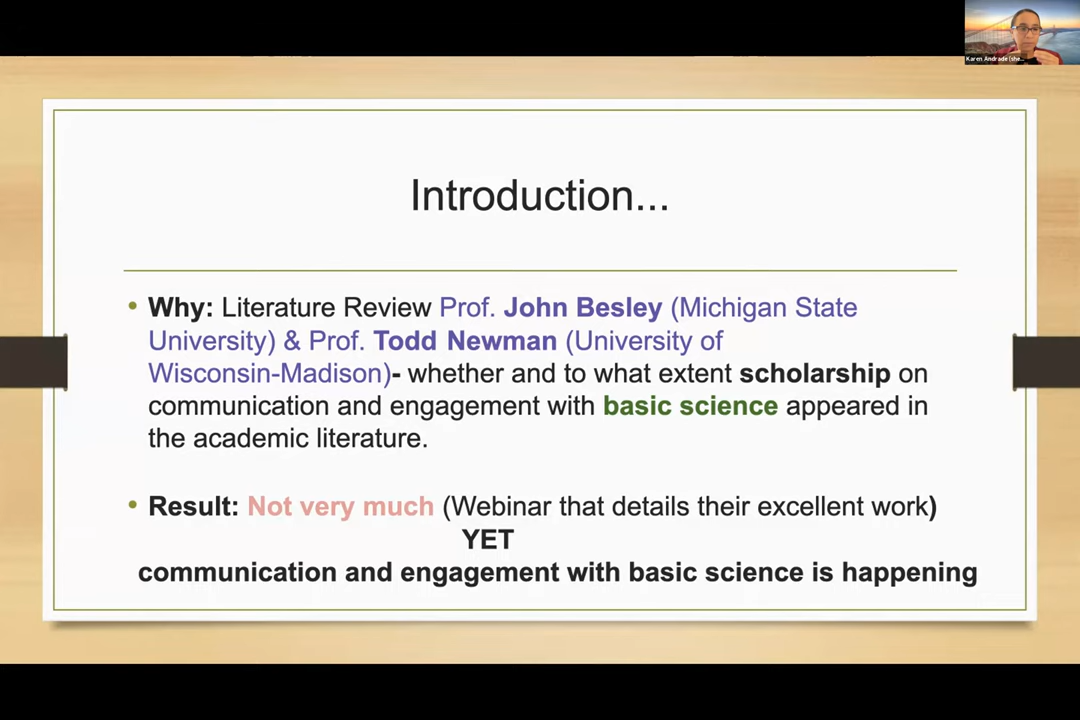 Karen Andrade (she...
Introduction...
• Why: Literature Review Prof. John Besley (Michigan State
University) & Prof. Todd Newman (University of
Wisconsin-Madison)- whether and to what extent scholarship on
communication and engagement with basic science appeared in
the academic literature.
• Result: Not very much (Webinar that details their excellent work)
YET
communication and engagement with basic science is happening